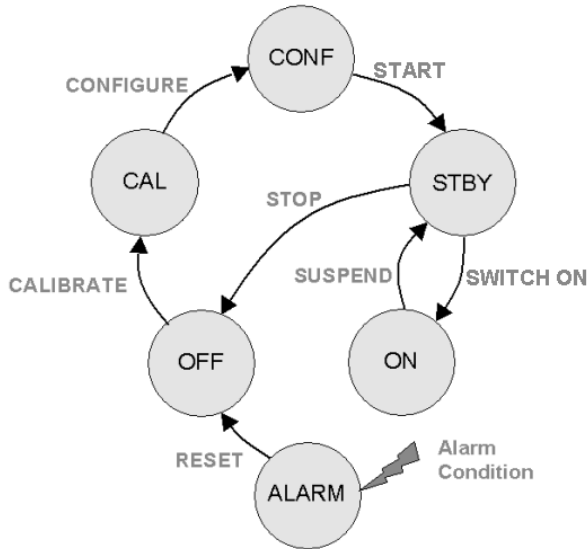 CONF
START
CONFIGURE
CAL
STBY
STOP
CALIBRATE
SUSPEND
SWITCH ON
OFF
ON
RESET
Alarm
Condition
ALARM